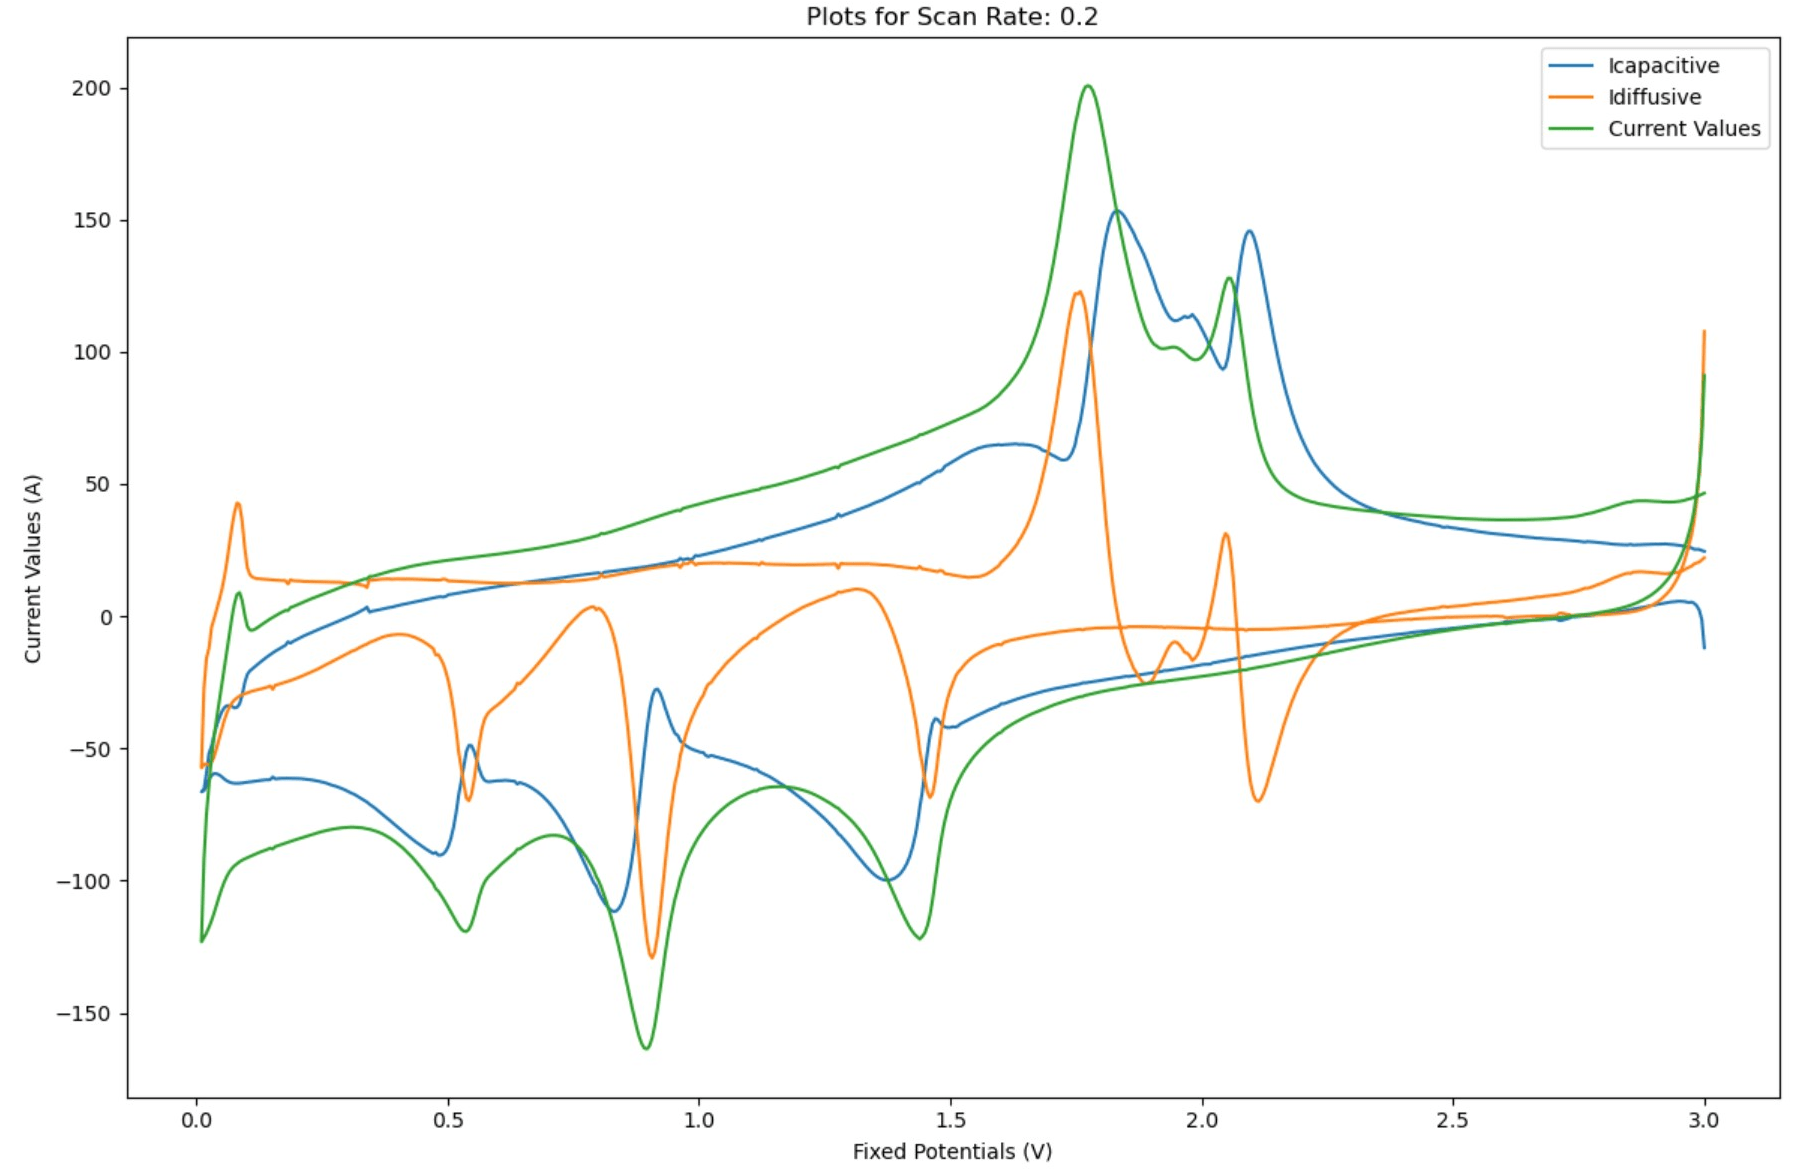 Plots for Scan Rate: 0.2
Icapacitive
Idiffusive
Current Values
200
150
100
50
0
−50
−100
−150
Current Values (A)
0.0 0.5 1.0 1.5 2.0 2.5 3.0
Fixed Potentials (V)